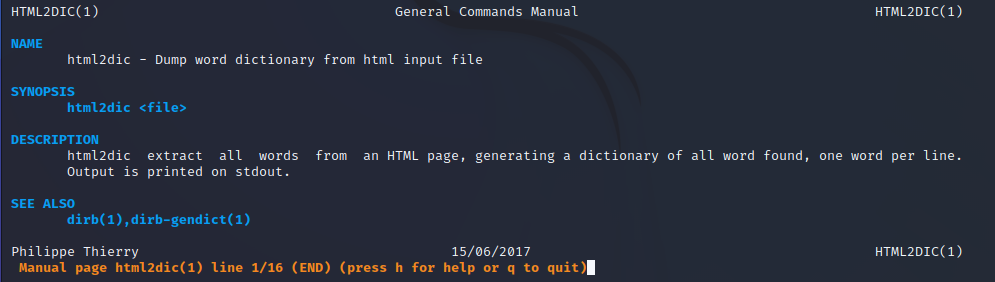 HTML2DIC(1) General Commands Manual HTML2DIC(1)
NAME
html2dic - Dump word dictionary from html input file
SYNOPSIS
html2dic <file>
DESCRIPTION
html2dic extract all words from an HTML page, generating a dictionary of all word found, one word per line.
Output is printed on stdout.
SEE ALSO
dirb(1),dirb-gendict(1)
Philippe Thierry 15/06/2017 HTML2DIC(1)
Manual page html2dic(1) line 1/16 (END) (press h for help or q to quit)